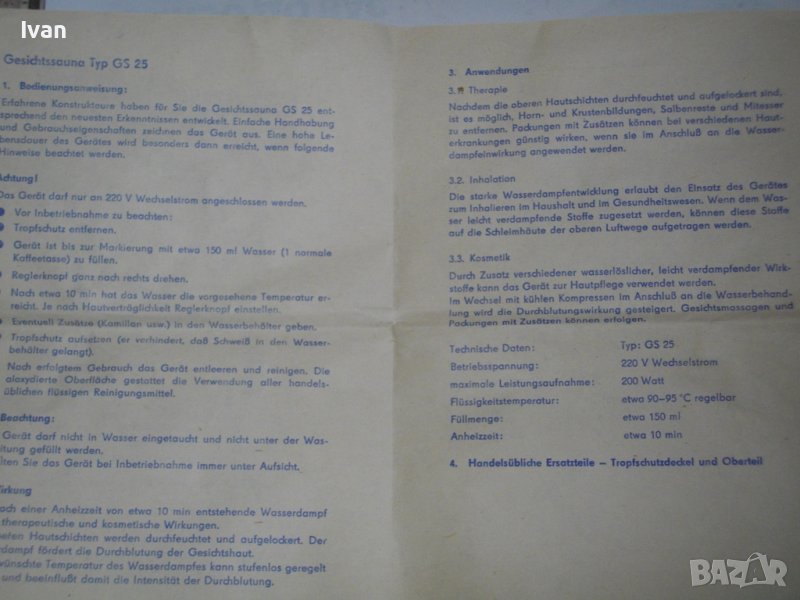 Ivan
Gesichtssauna Typ GS 25
1. Bedienungsanweisung:
Erfahrene Konstrukteure haben für Sie die Gesichtssauna GS 25 ent-
sprechend den neuesten Erkenntnissen entwickelt. Einfache Handhabung
und Gebrauchseigenschaften zeichnen das Gerät aus. Eine hohe Le-
bensdauer des Gerätes wird besonders dann erreicht, wenn folgende
Hinweise beachtet werden.
Achtung!
Das Gerät darf nur an 220 V Wechselstrom angeschlossen werden.
● Vor Inbetriebnahme zu beachten:
● Tropfschutz entfernen.
● Gerät ist bis zur Markierung mit etwa 150 ml Wasser (1 normale
Kaffeetasse) zu füllen.
● Reglerknopf ganz nach rechts drehen.
● Nach etwa 10 min hat das Wasser die vorgesehene Temperatur er-
reicht. Je nach Hautverträglichkeit Reglerknopf einstellen.
● Eventuell Zusätze (Kamillan usw.) in den Wasserbehälter geben.
● Tropfschutz aufsetzen (er verhindert, daß Schweiß in den Wasser-
behälter gelangt).
Nach erfolgtem Gebrauch das Gerät entleeren und reinigen. Die
eloxydierte Oberfläche gestattet die Verwendung aller handels-
üblichen flüssigen Reinigungsmittel.
Beachtung:
Gerät darf nicht in Wasser eingetaucht und nicht unter der Was-
itung gefüllt werden.
lten Sie das Gerät bei Inbetriebnahme immer unter Aufsicht.
irkung
ach einer Anheizzeit von etwa 10 min entstehende Wasserdampf
therapeutische und kosmetische Wirkungen.
eren Hautschichten werden durchfeuchtet und aufgelockert. Der
dampf fördert die Durchblutung der Gesichtshaut.
wünschte Temperatur des Wasserdampfes kann stufenlos geregelt
und beeinflußt damit die Intensität der Durchblutung.
3. Anwendungen
3.1 Therapie
Nachdem die oberen Hautschichten durchfeuchtet und aufgelockert sind,
ist es möglich, Horn- und Krustenbildungen, Salbenreste und Mitesser
zu entfernen. Packungen mit Zusätzen können bei verschiedenen Haut-
erkrankungen günstig wirken, wenn sie im Anschluß an die Wasser-
dampfeinwirkung angewendet werden.
3.2. Inhalation
Die starke Wasserdampfentwicklung erlaubt den Einsatz des Gerätes
zum Inhalieren im Haushalt und im Gesundheitswesen. Wenn dem Was-
ser leicht verdampfende Stoffe zugesetzt werden, können diese Stoffe
auf die Schleimhäute der oberen Luftwege aufgetragen werden.
3.3. Kosmetik
Durch Zusatz verschiedener wasserlöslicher, leicht verdampfender Wirk-
stoffe kann das Gerät zur Hautpflege verwendet werden.
Im Wechsel mit kühlen Kompressen im Anschluß an die Wasserbehand-
lung wird die Durchblutungswirkung gesteigert. Gesichtsmassagen und
Packungen mit Zusätzen können erfolgen.
Technische Daten: Typ: GS 25
Betriebsspannung: 220 V Wechselstrom
maximale Leistungsaufnahme: 200 Watt
Flüssigkeitstemperatur: etwa 90–95 °C regelbar
Füllmenge: etwa 150 ml
Anheizzeit: etwa 10 min
4. Handelsübliche Ersatzteile – Tropfschutzdeckel und Oberteil
BAZAR